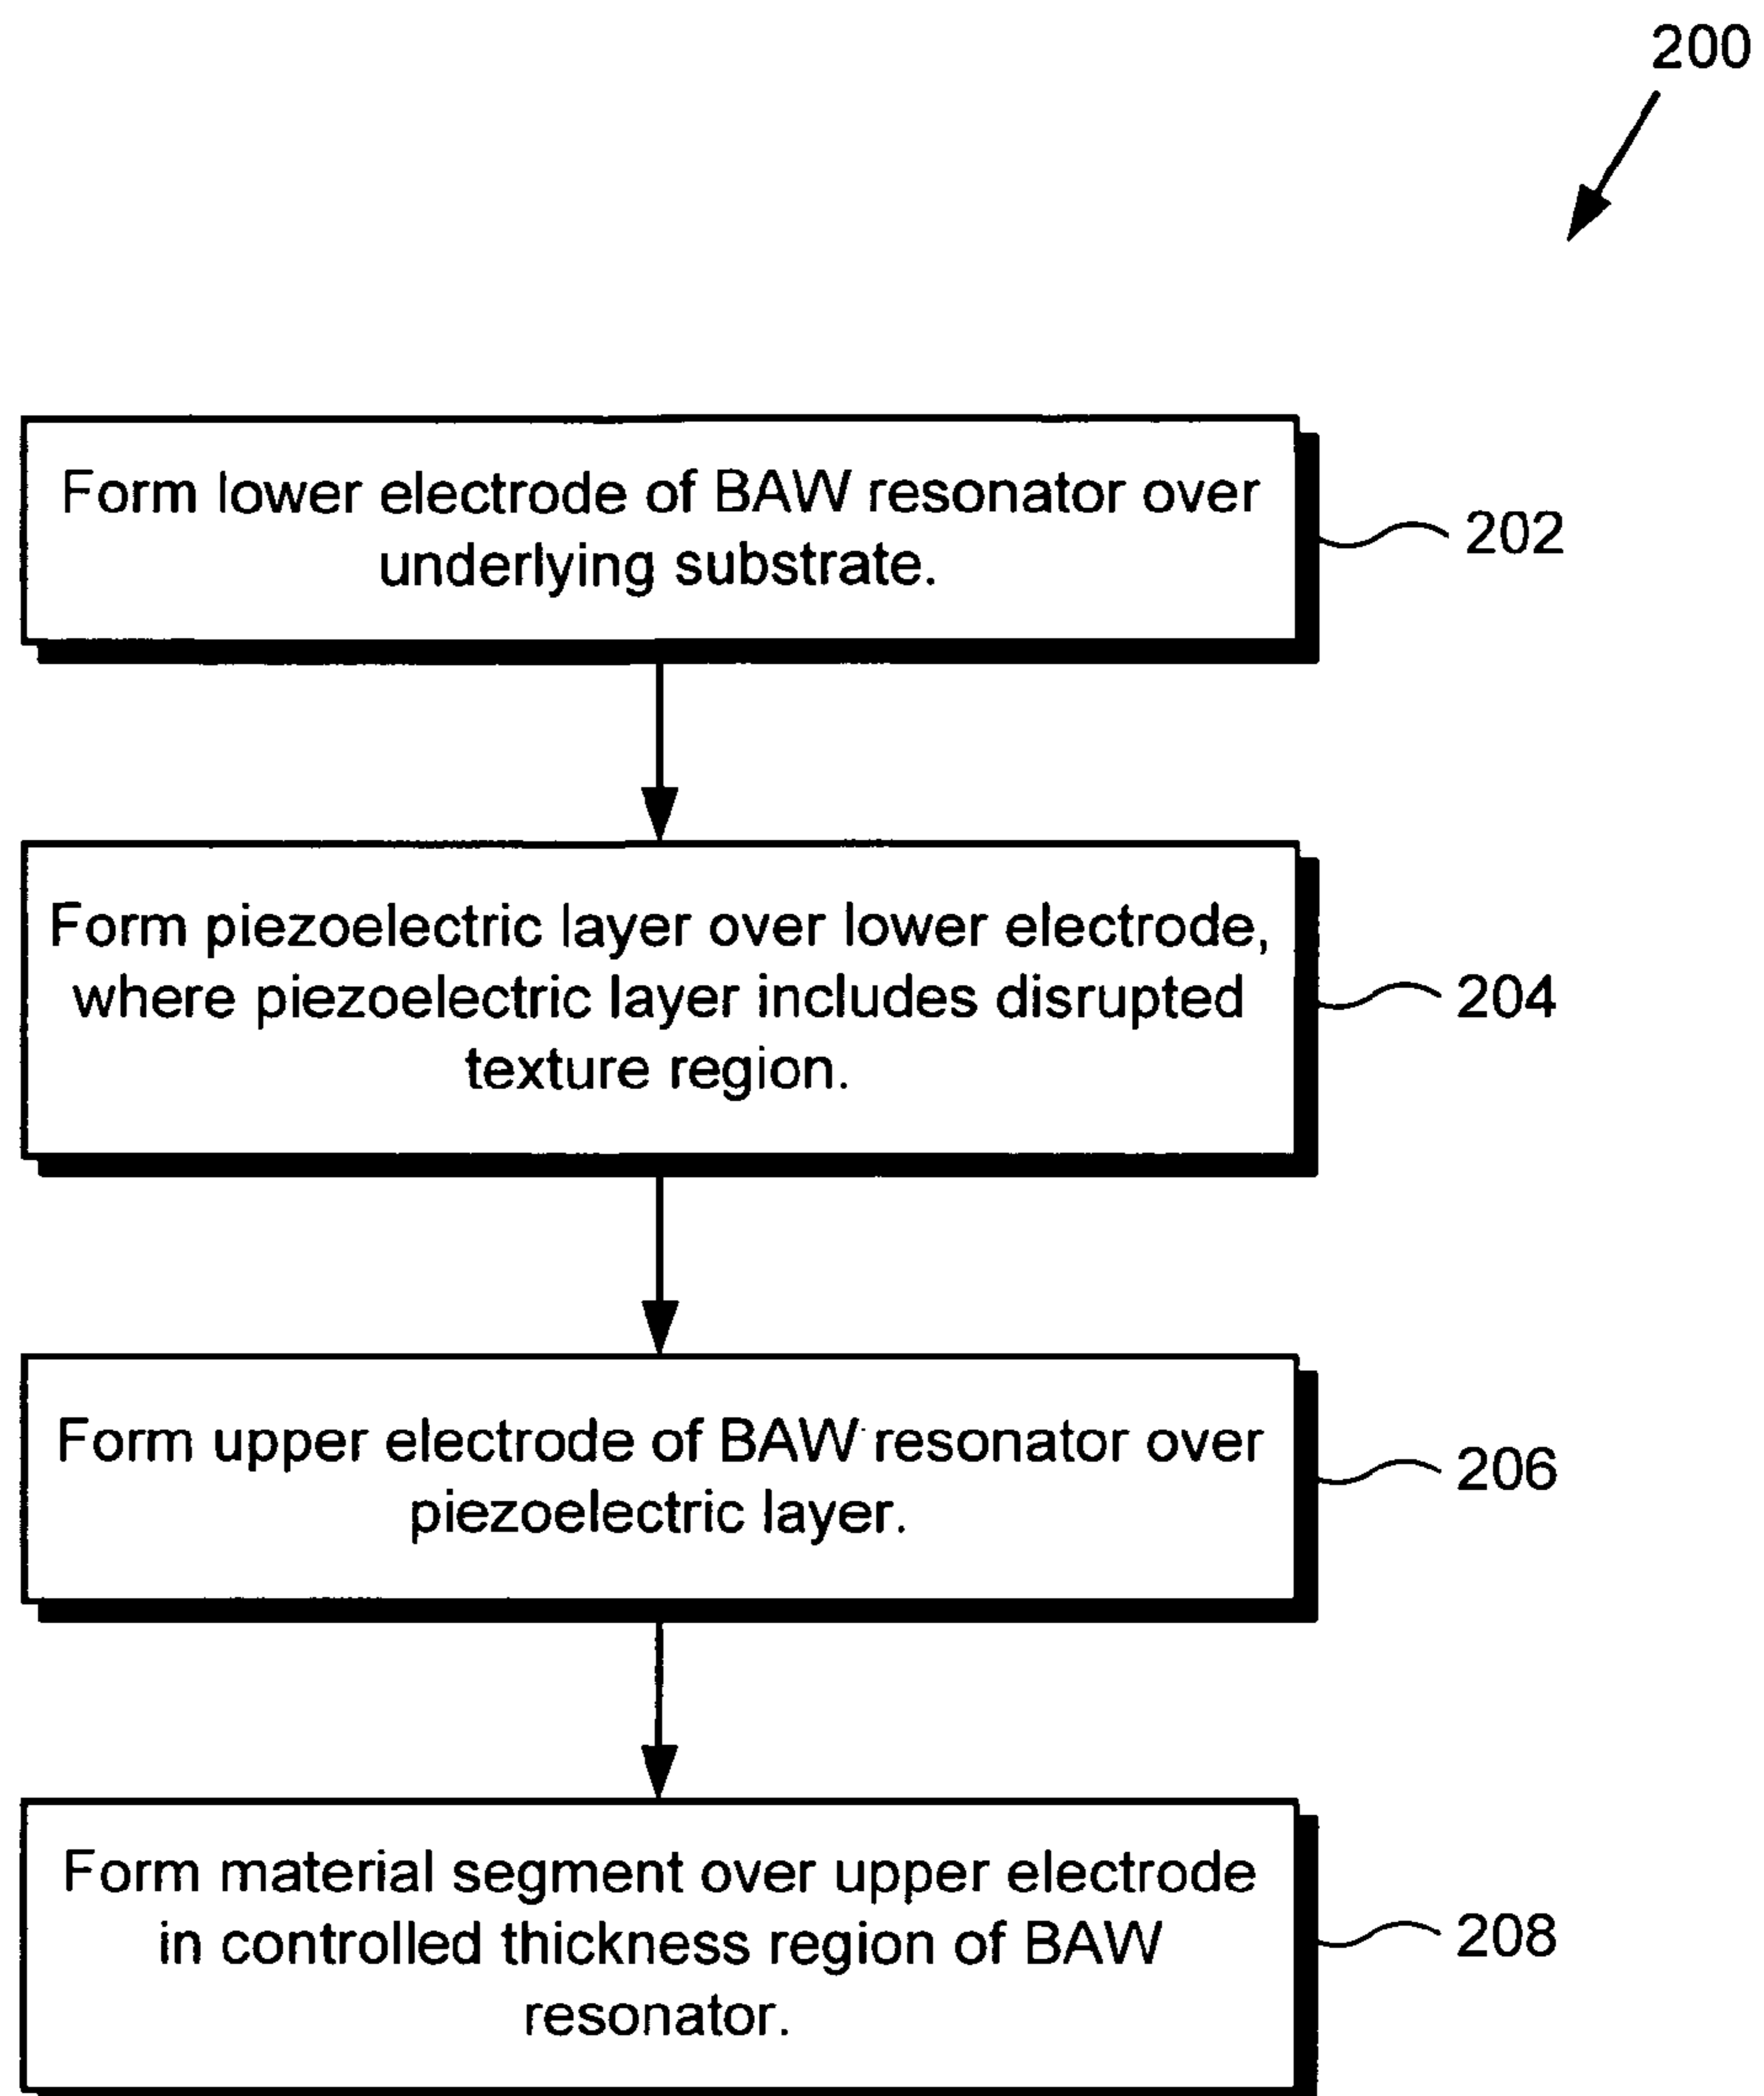 200
Form lower electrode of BAW resonator over
underlying substrate.
202
Form piezoelectric layer over lower electrode,
where piezoelectric layer includes disrupted
texture region.
204
Form upper electrode of BAW resonator over
piezoelectric layer.
206
Form material segment over upper electrode
in controlled thickness region of BAW
resonator.
208